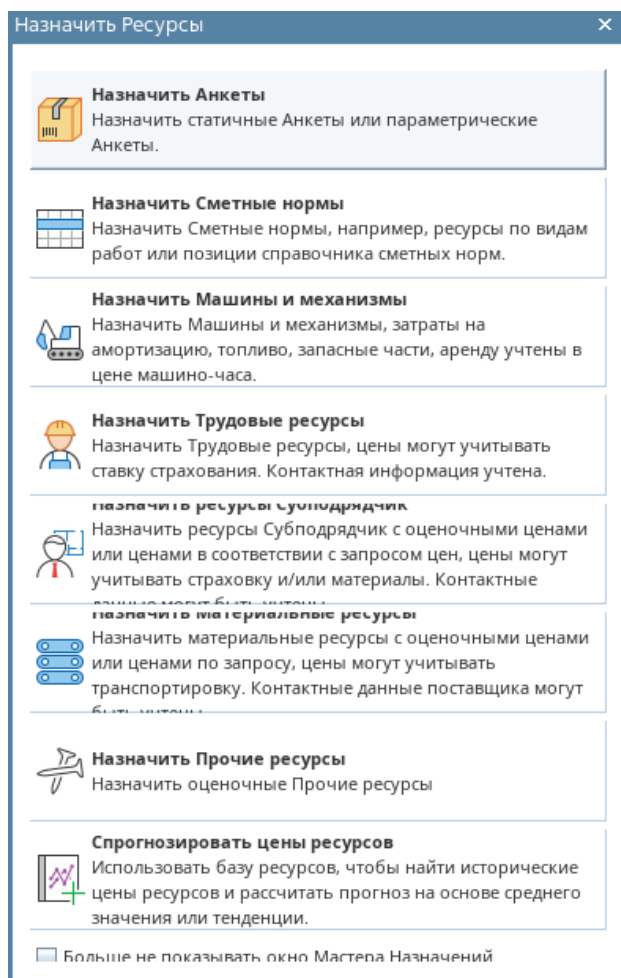 Назначить Ресурсы
Назначить Анкеты
Назначить статичные Анкеты или параметрические
Анкеты.
Назначить Сметные нормы
Назначить Сметные нормы, например, ресурсы по видам
работ или позиции справочника сметных норм.
Назначить Машины и механизмы
Назначить Машины и механизмы, затраты на
амортизацию, топливо, запасные части, аренду учтены в
цене машино-часа.
Назначить Трудовые ресурсы
Назначить Трудовые ресурсы, цены могут учитывать
ставку страхования. Контактная информация учтена.
Назначить ресурсы Субподрядчик
Назначить ресурсы Субподрядчик с оценочными ценами
или ценами в соответствии с запросом цен, цены могут
учитывать страховку и/или материалы. Контактные
данные могут быть учтены.
Назначить Материальные ресурсы
Назначить материальные ресурсы с оценочными ценами
или ценами по запросу, цены могут учитывать
транспортировку. Контактные данные поставщика могут
быть учтены.
Назначить Прочие ресурсы
Назначить оценочные Прочие ресурсы
Спрогнозировать цены ресурсов
Использовать базу ресурсов, чтобы найти исторические
цены ресурсов и рассчитать прогноз на основе среднего
значения или тенденции.
Больше не показывать окно Мастера Назначений